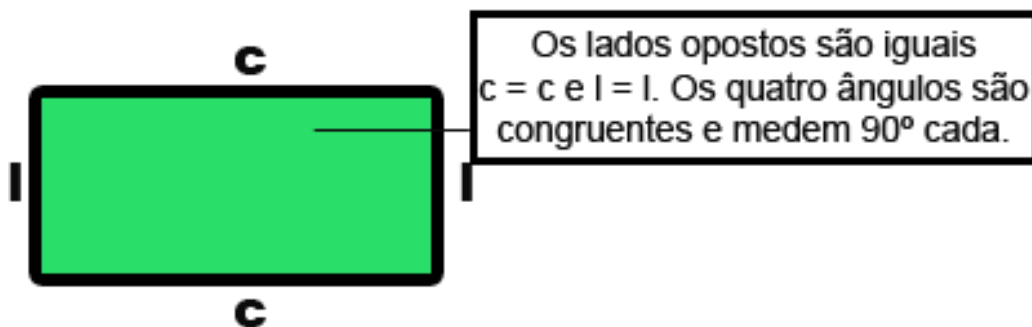 c
Os lados opostos são iguais
c = c e l = l. Os quatro ângulos são
congruentes e medem 90º cada.
l
l
c